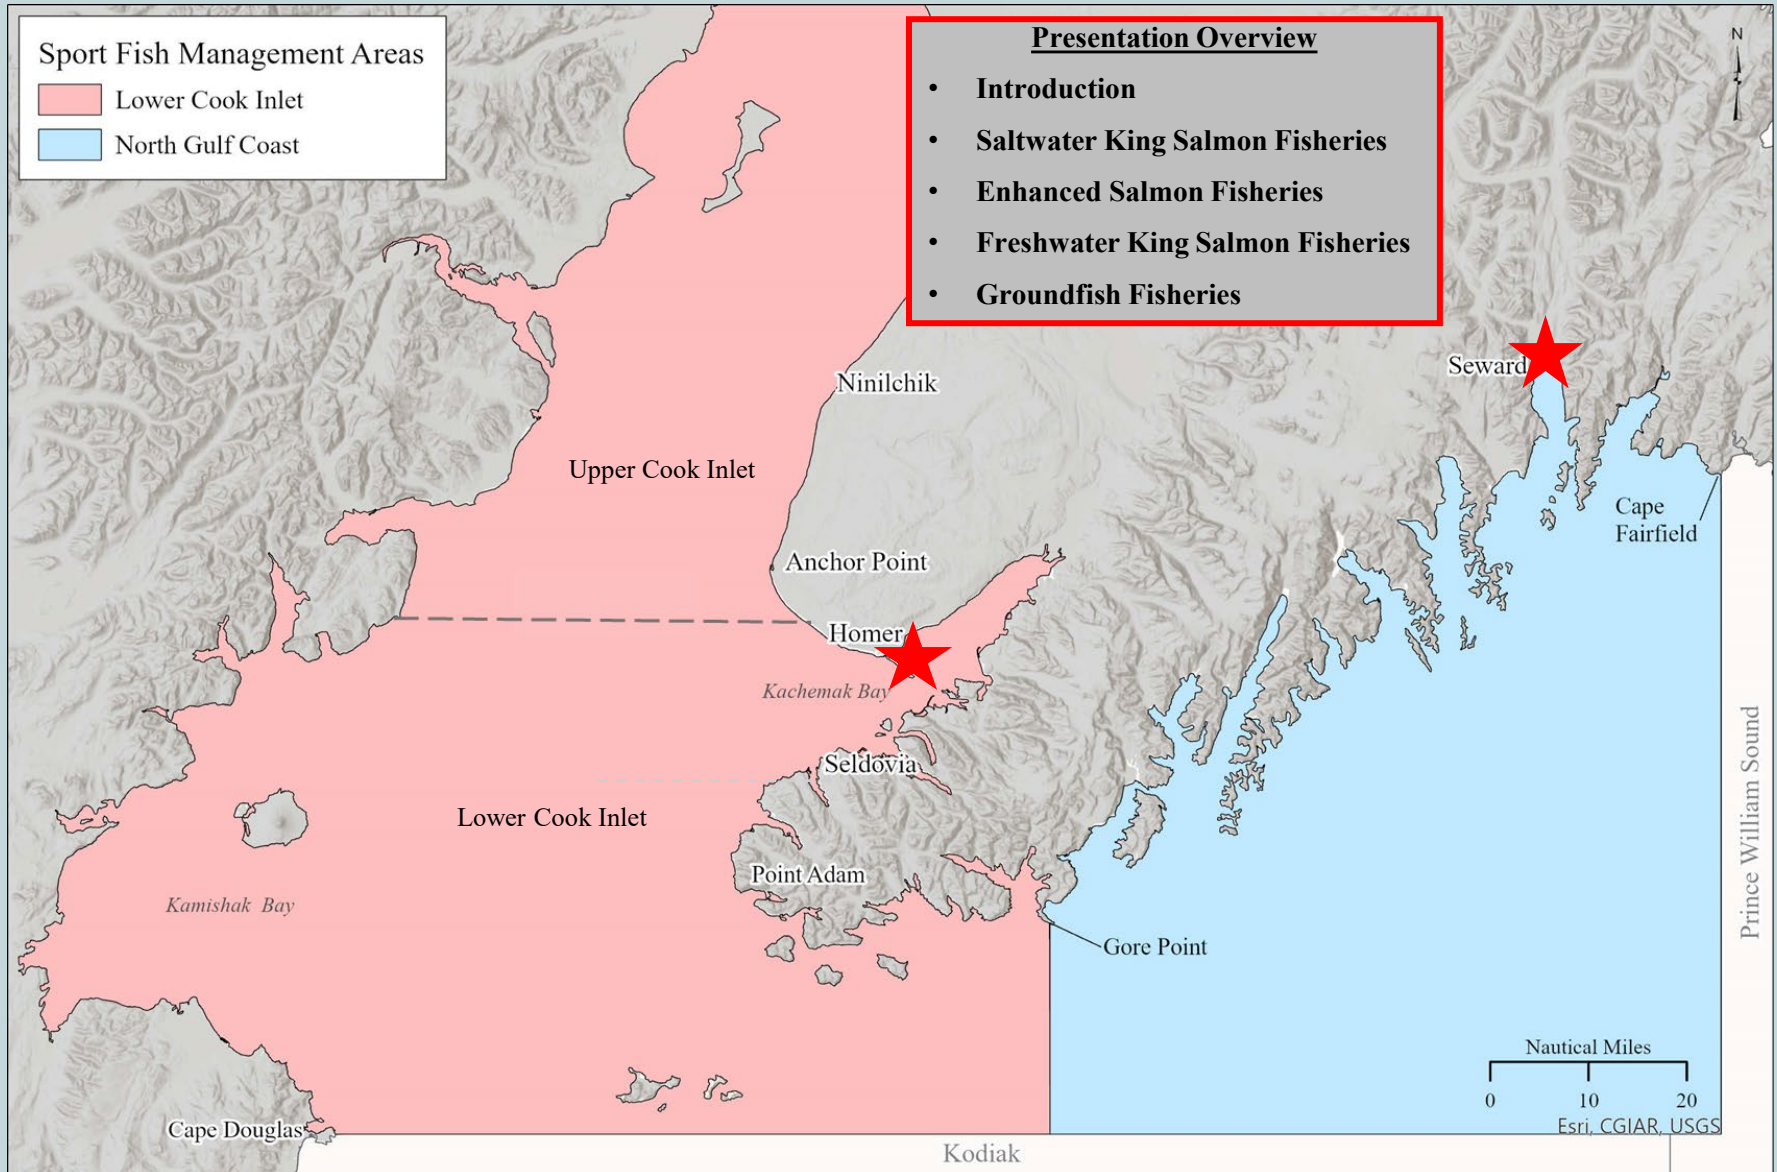 Sport Fish Management Areas
Lower Cook Inlet
North Gulf Coast
Presentation Overview
• Introduction
• Saltwater King Salmon Fisheries
• Enhanced Salmon Fisheries
• Freshwater King Salmon Fisheries
• Groundfish Fisheries
N
Seward
Ninilchik
Upper Cook Inlet
Cape
Fairfield
Anchor Point
Homer
Kachemak Bay
Seldovia
Lower Cook Inlet
Point Adam
Kamishak Bay
Gore Point
Prince William Sound
Nautical Miles
0 10 20
Esri, CGIAR, USGS
Cape Douglas
Kodiak